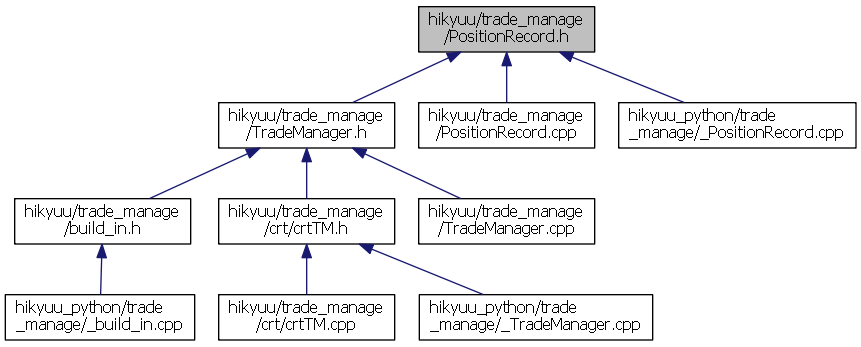 hikyuu/trade_manage
/PositionRecord.h
hikyuu/trade_manage
/TradeManager.h
hikyuu/trade_manage
/PositionRecord.cpp
hikyuu_python/trade
_manage/_PositionRecord.cpp
hikyuu/trade_manage
/build_in.h
hikyuu/trade_manage
/crt/crtTM.h
hikyuu/trade_manage
/TradeManager.cpp
hikyuu_python/trade
_manage/_build_in.cpp
hikyuu/trade_manage
/crt/crtTM.cpp
hikyuu_python/trade
_manage/_TradeManager.cpp